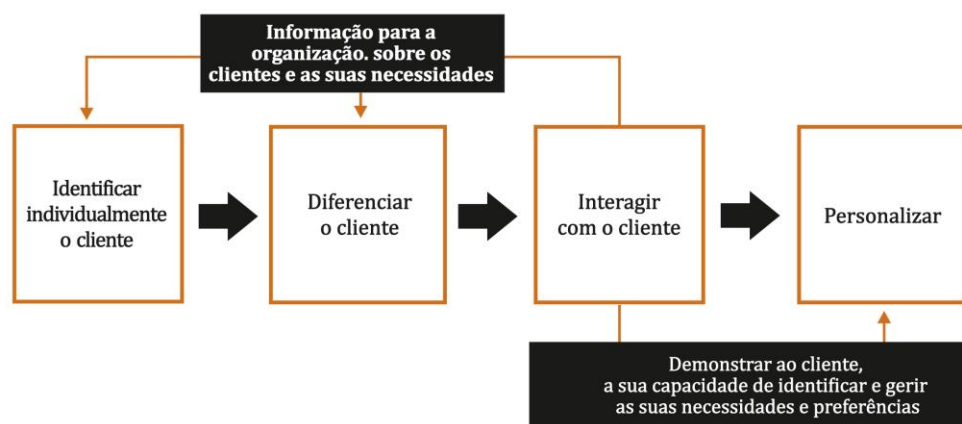 Informação para a
organização. sobre os
clientes e as suas necessidades
Identificar
individualmente
o cliente
Diferenciar
o cliente
Interagir
com o cliente
Personalizar
Demonstrar ao cliente,
a sua capacidade de identificar e gerir
as suas necessidades e preferências